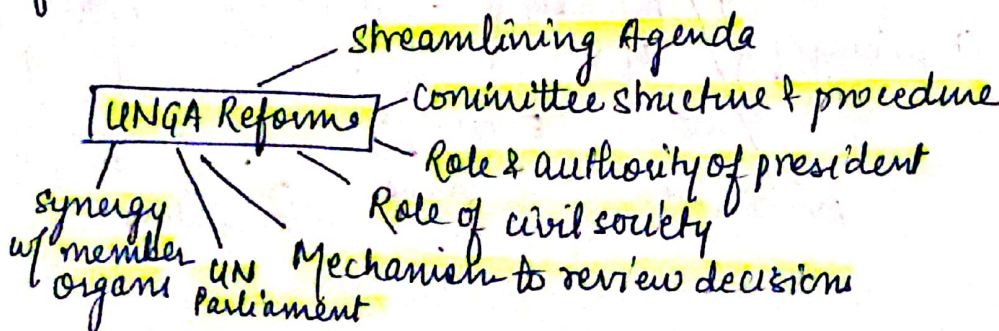 streamlining Agenda
UNGA Reforms
committee structure & procedure
Role & authority of president
Role of civil society
Mechanism to review decisions
UN
Parliament
synergy
w/ member
organs